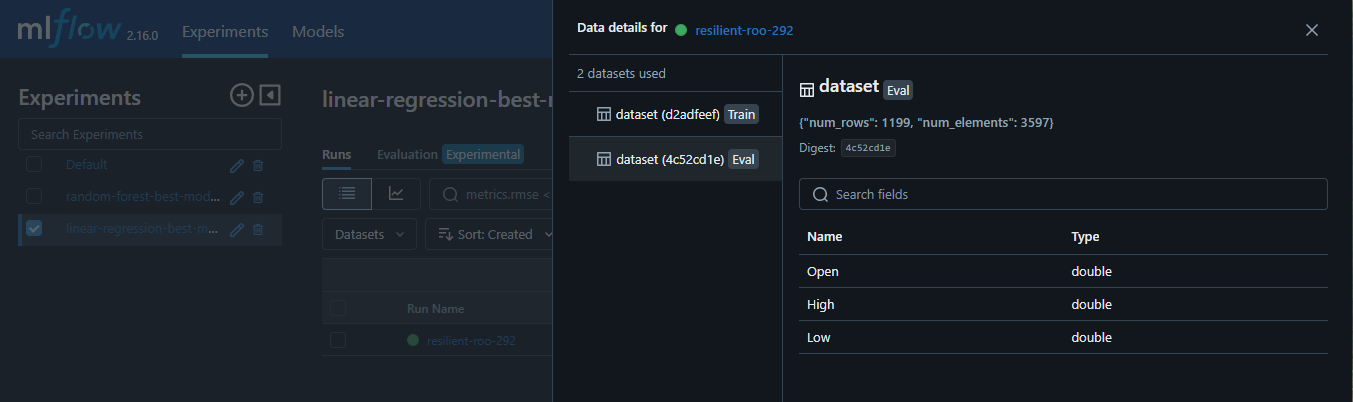 mlflow 2.16.0 Experiments Models
Experiments
Search Experiments
Default
random-forest-best-mod...
linear-regression-best-m...
linear-regression-best-m
Runs Evaluation Experimental
metrics.rmse <
Datasets Sort: Created
Run Name
resilient-roo-292
Data details for resilient-roo-292
2 datasets used
dataset (d2adfeef) Train
dataset (4c52cd1e) Eval
dataset Eval
{"num_rows": 1199, "num_elements": 3597}
Digest: 4c52cd1e
Search fields
Name Type
Open double
High double
Low double